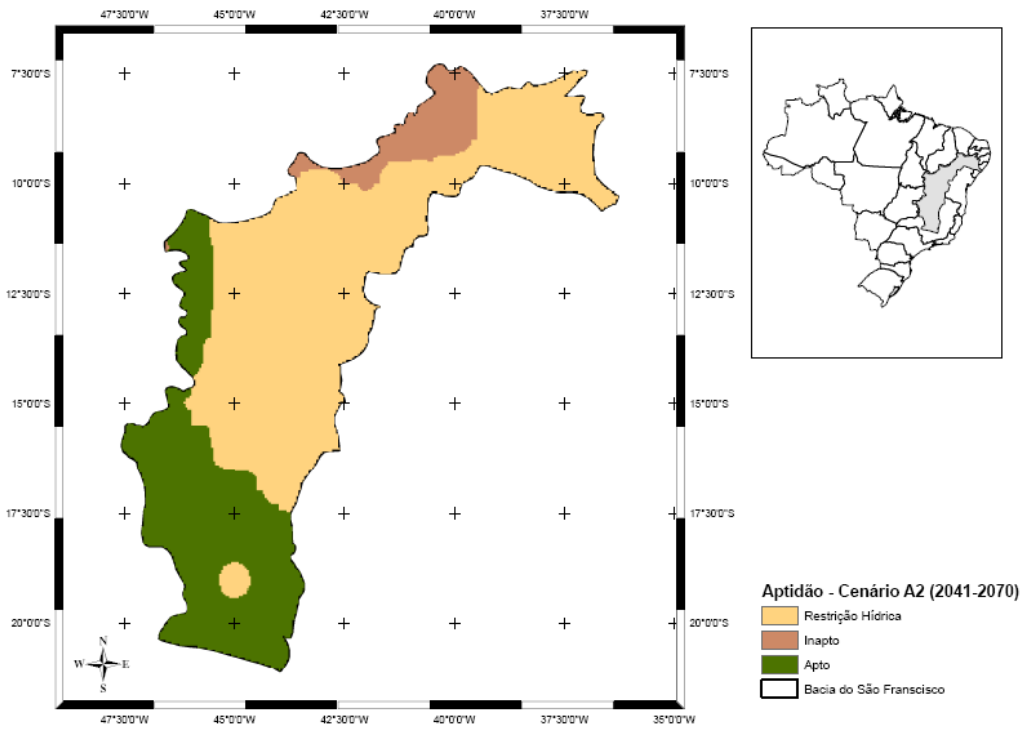 47°30'0"W 45°0'0"W 42°30'0"W 40°0'0"W 37°30'0"W
7°30'0"S 7°30'0"S
10°0'0"S 10°0'0"S
12°30'0"S 12°30'0"S
15°0'0"S 15°0'0"S
17°30'0"S 17°30'0"S
20°0'0"S 20°0'0"S
N
W E
S
47°30'0"W 45°0'0"W 42°30'0"W 40°0'0"W 37°30'0"W 35°0'0"W
Aptidão - Cenário A2 (2041-2070)
Restrição Hídrica
Inapto
Apto
Bacia do São Franscisco